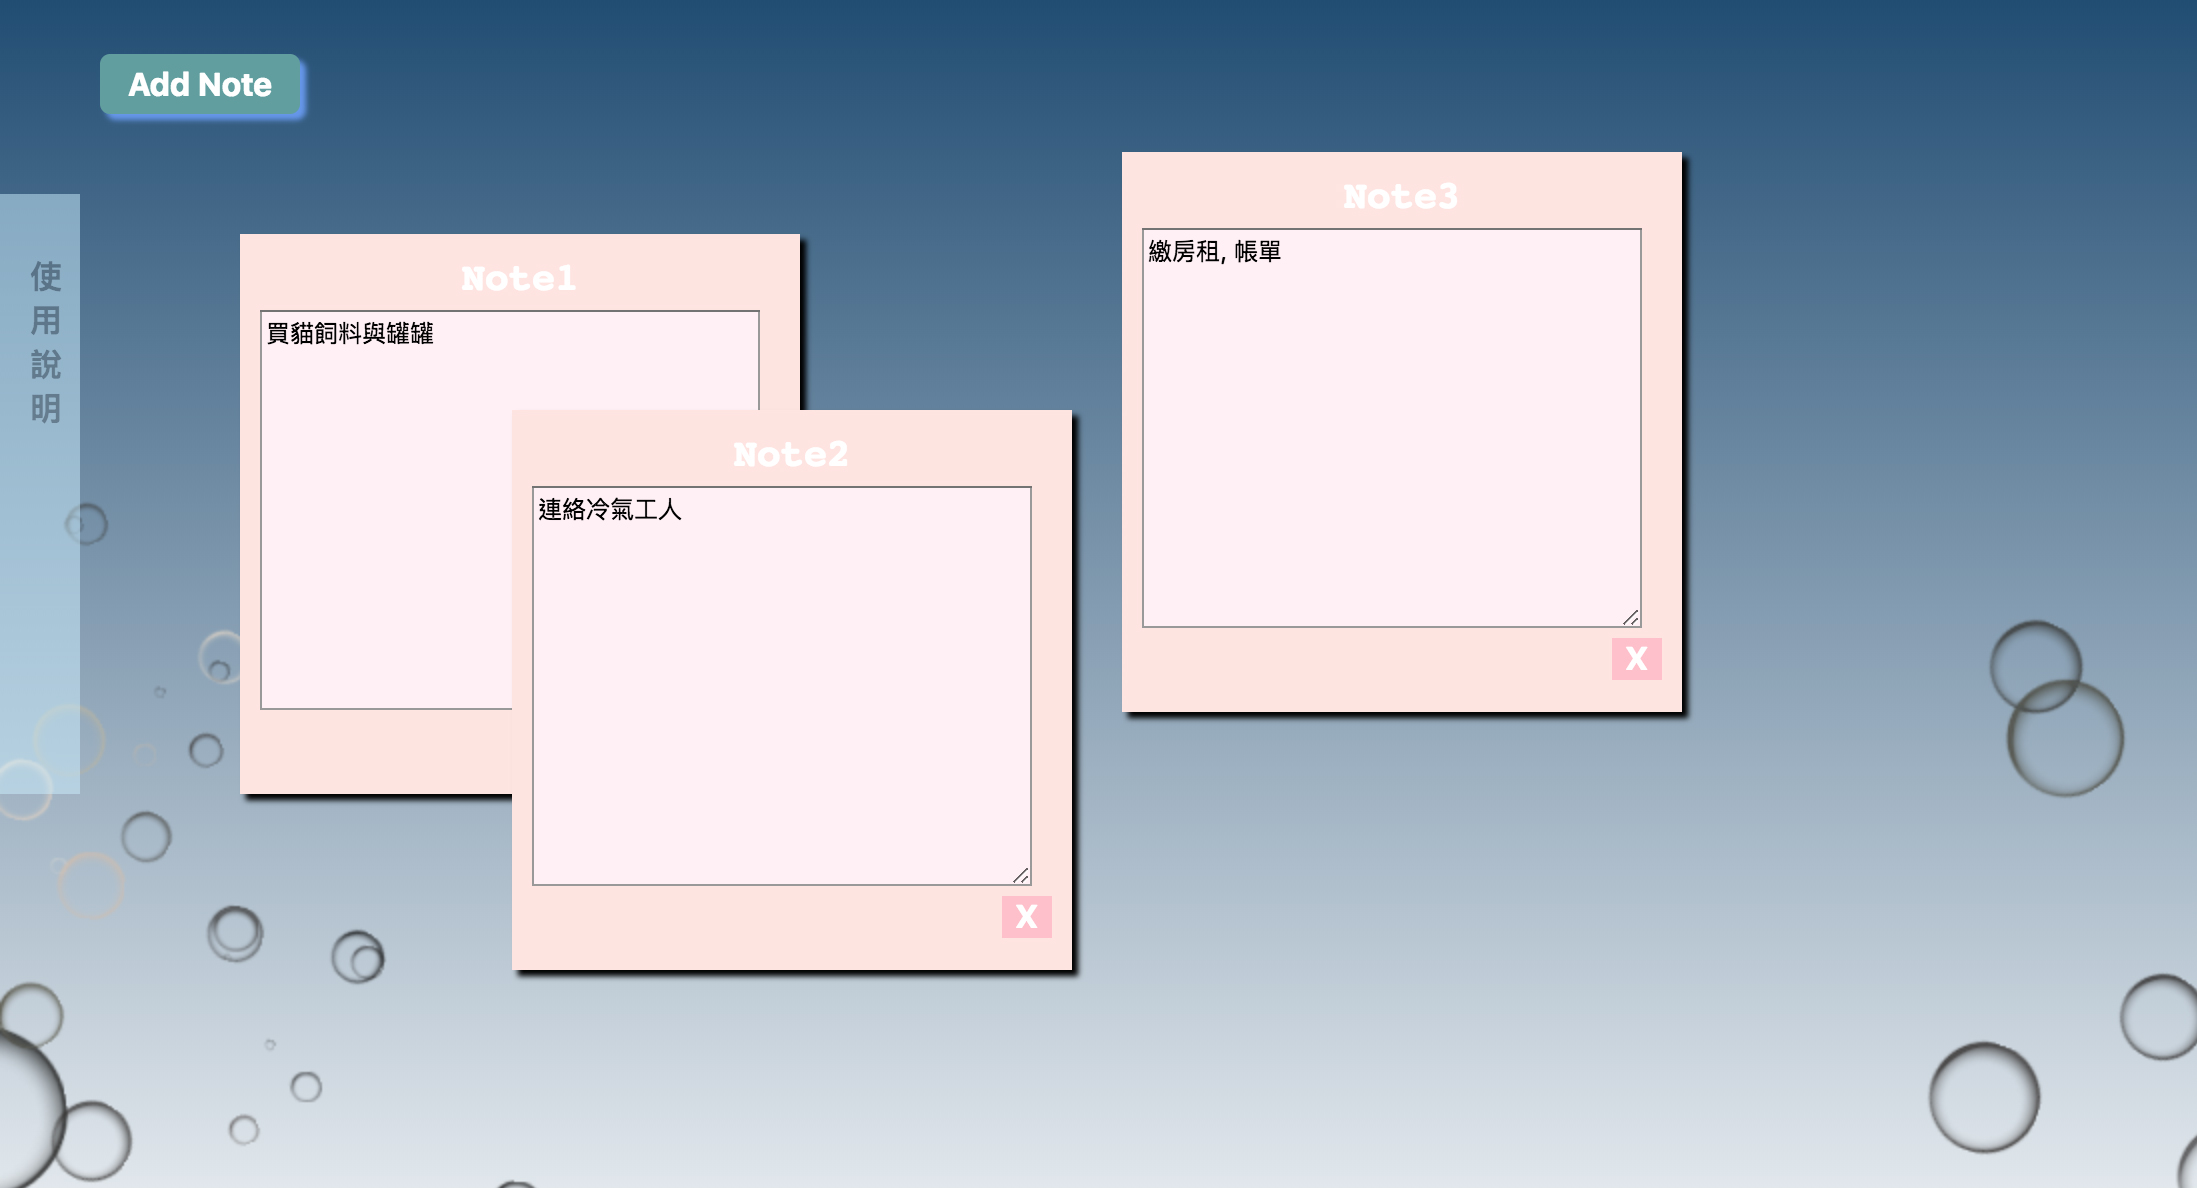 Add Note
使
用
說
明
Note1
買貓飼料與罐罐
Note2
連絡冷氣工人
X
Note3
繳房租, 帳單
X